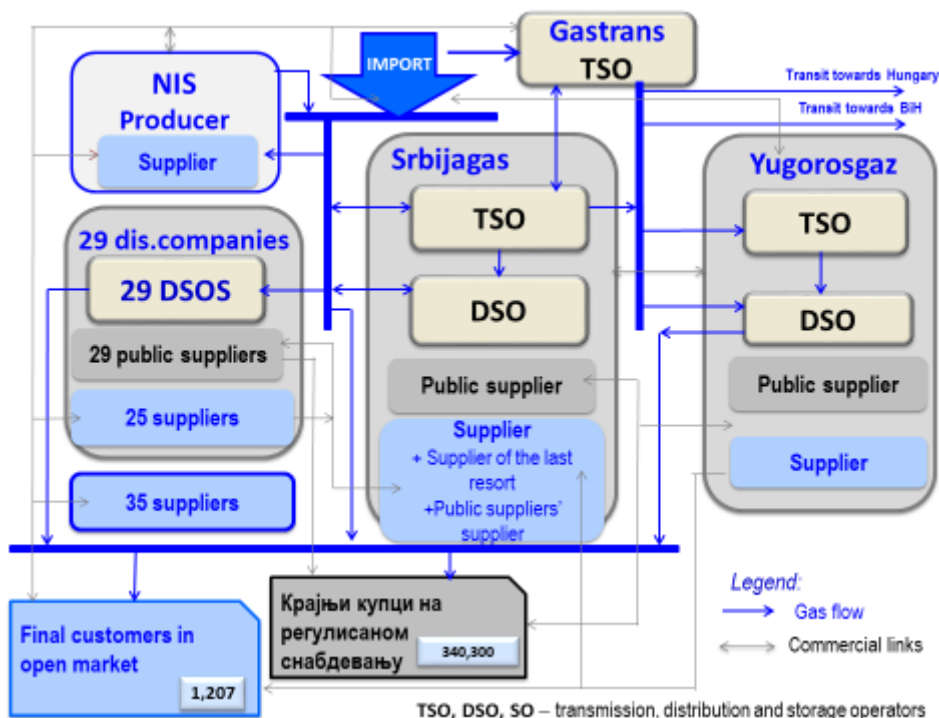 Gastrans
TSO
IMPORT
NIS
Producer
Supplier
Transit towards Hungary
Transit towards BiH
Srbijagas
TSO
DSO
Public supplier
Supplier
+ Supplier of the last
resort
+Public suppliers'
supplier
Yugorosgaz
TSO
DSO
Public supplier
Supplier
29 dis.companies
29 DSOS
29 public suppliers
25 suppliers
35 suppliers
Final customers in
open market
1,207
Крајњи купци на
регулисаном
снабдевању
340,300
Legend:
Gas flow
Commercial links
TSO, DSO, SO – transmission, distribution and storage operators